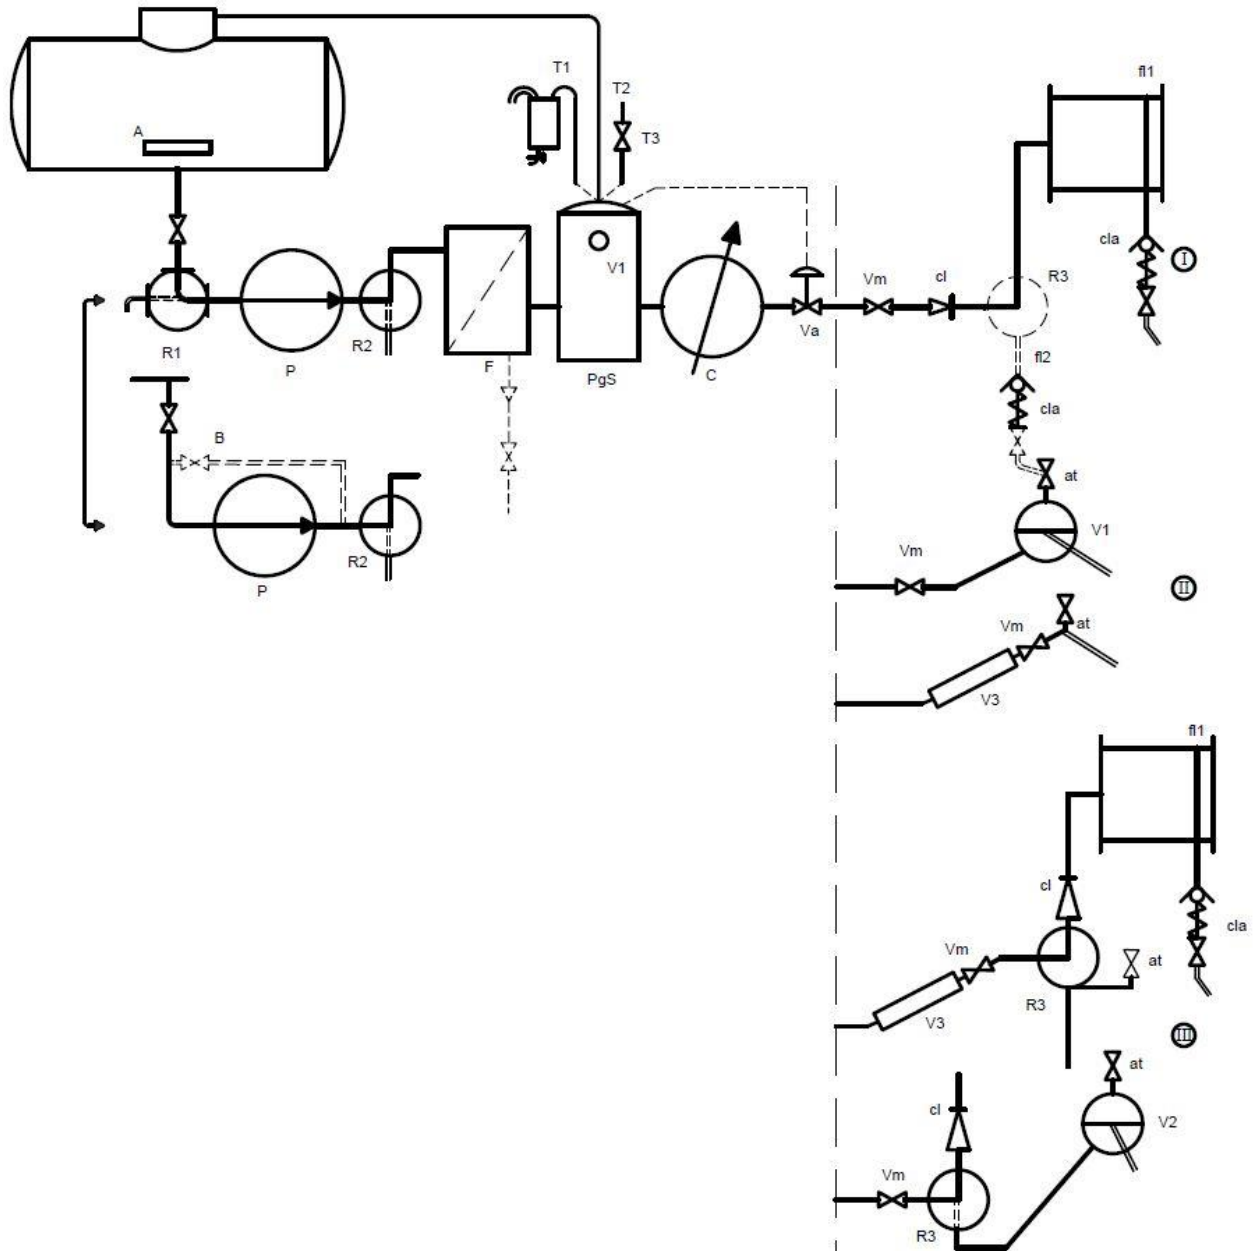 T1
fl1
T2
A
T3
cla
I
V1
Vm
cl
R3
R1
R2
Va
fl2
P
F
PgS
C
cla
B
at
V1
R2
Vm
P
II
Vm
at
V3
fl1
cl
cla
Vm
at
R3
V3
III
at
cl
V2
Vm
R3